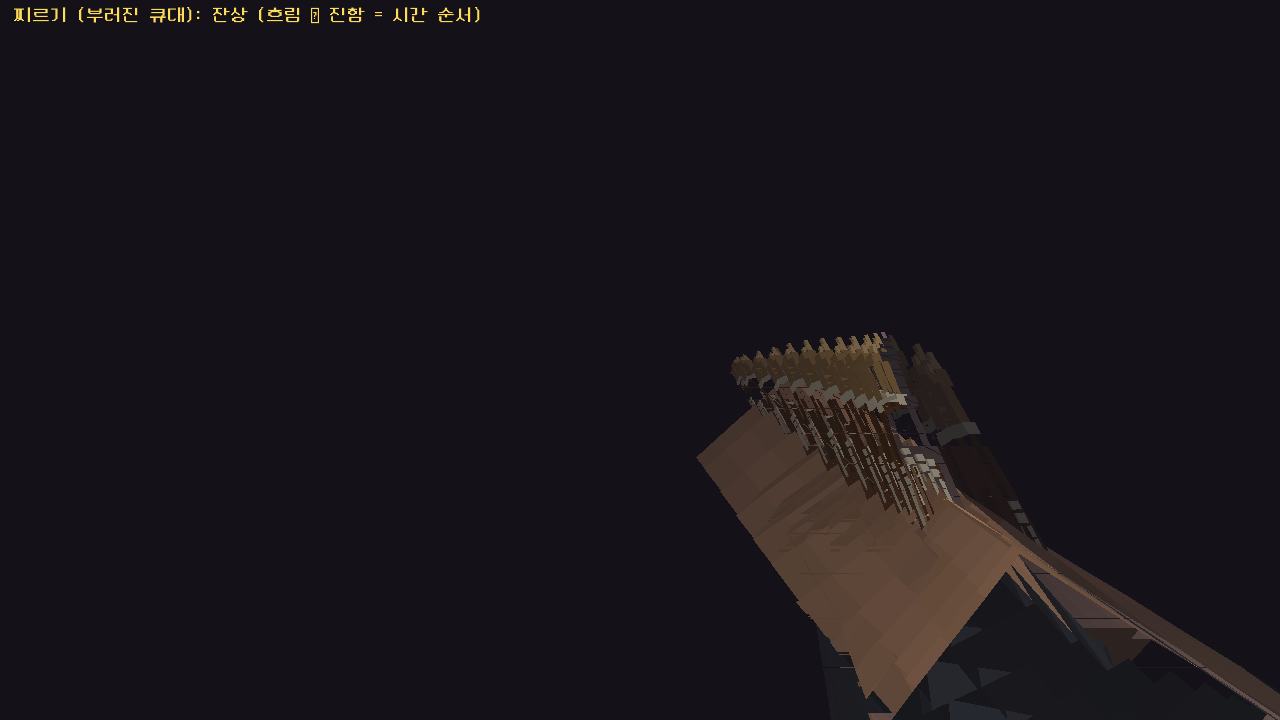 찌르기 (부러진 큐대): 잔상 (흐림 → 진함 = 시간 순서)